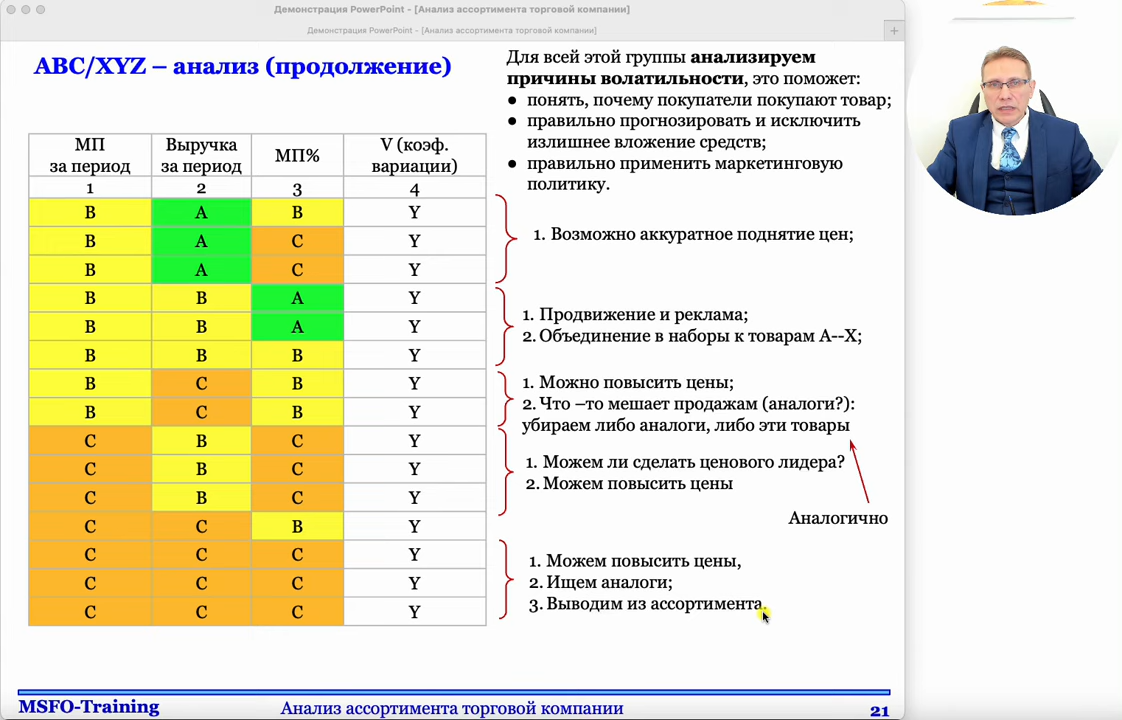 Демонстрация PowerPoint - [Анализ ассортимента торговой компании]
Демонстрация PowerPoint - [Анализ ассортимента торговой компании]
+
ABC/XYZ – анализ (продолжение)
Для всей этой группы анализируем
причины волатильности, это поможет:
● понять, почему покупатели покупают товар;
● правильно прогнозировать и исключить
излишнее вложение средств;
● правильно применить маркетинговую
политику.
МП за период Выручка за период МП% V (коэф. вариации)
1 2 3 4
B A B Y
B A C Y
B A C Y
B B A Y
B B A Y
B B B Y
B C B Y
B C B Y
C B C Y
C B C Y
C B C Y
C C B Y
C C C Y
C C C Y
C C C Y
1. Возможно аккуратное поднятие цен;
1. Продвижение и реклама;
2. Объединение в наборы к товарам А--Х;
1. Можно повысить цены;
2. Что –то мешает продажам (аналоги?):
убираем либо аналоги, либо эти товары
1. Можем ли сделать ценового лидера?
2. Можем повысить цены
Аналогично
1. Можем повысить цены,
2. Ищем аналоги;
3. Выводим из ассортимента.
MSFO-Training
Анализ ассортимента торговой компании
21